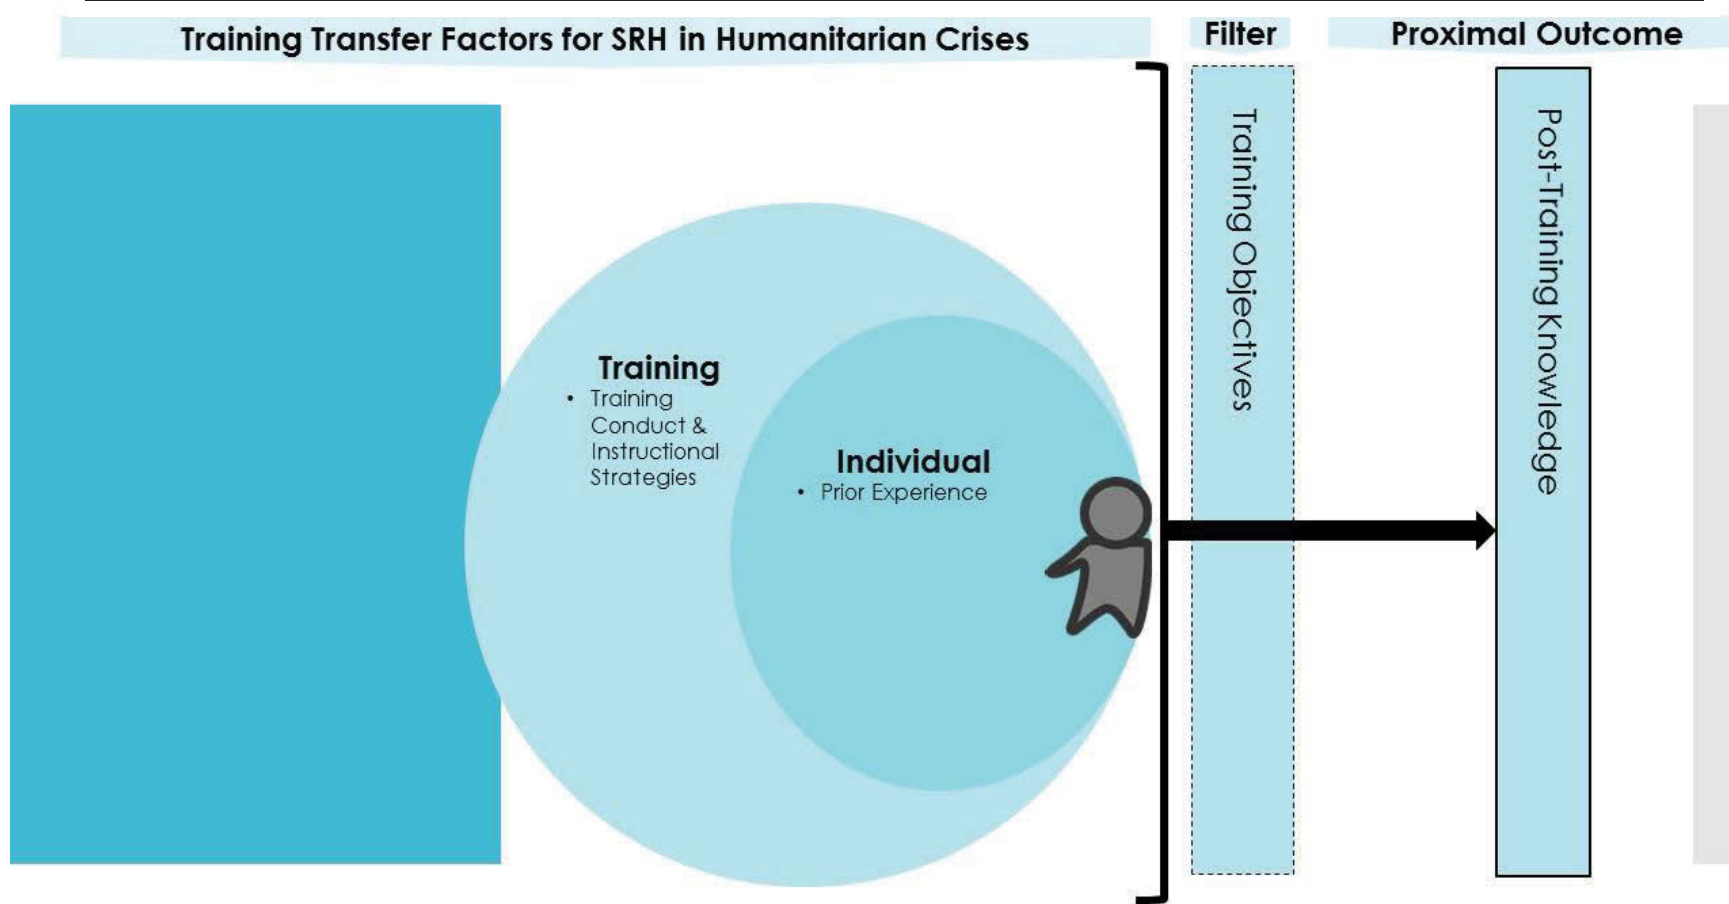 Training Transfer Factors for SRH in Humanitarian Crises
Filter
Proximal Outcome
Training
• Training
Conduct &
Instructional
Strategies
Individual
• Prior Experience
Training Objectives
Post-Training Knowledge